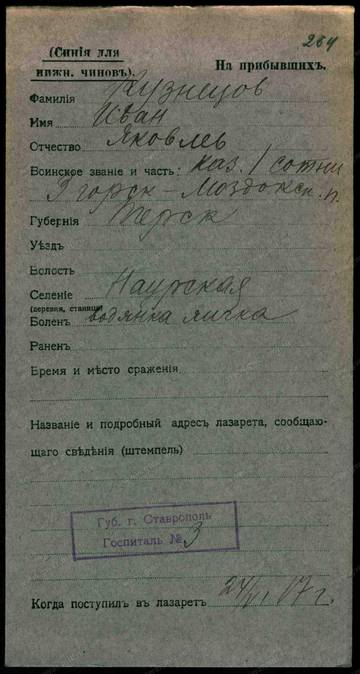 264
(Синія для
нижн. чиновъ).
На прибывшихъ.
Фамилія Кузнецов
Имя Иван
Отчество Яковлев
Воинское званіе и часть: каз. 1 сотни
3 горск-Моздокск. п.
Губернія Терск
Уѣздъ
Волость
Селеніе Наурская
(деревня, станица)
Боленъ водянка яичка
Раненъ
Время и мѣсто сраженія
Названіе и подробный адресъ лазарета, сообщаю-
щаго свѣдѣнія (штемпель)
Губ. г. Ставрополь
Госпиталь № 3
Когда поступилъ въ лазаретъ 24/VI 17 г.